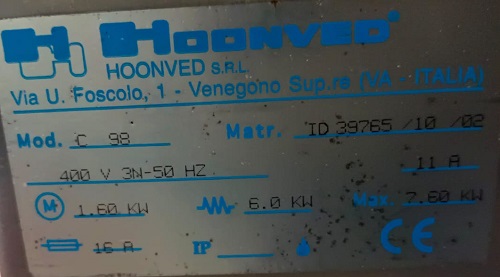 HOONVED®
HOONVED S.R.L.
Via U. Foscolo, 1 - Venegono Sup.re (VA - ITALIA)
Mod. C 98 Matr. ID 39765 /10 /02
400 V 3N-50 HZ 11 A
M 1.60 KW 6.0 KW Max. 7.60 KW
16 A IP CE